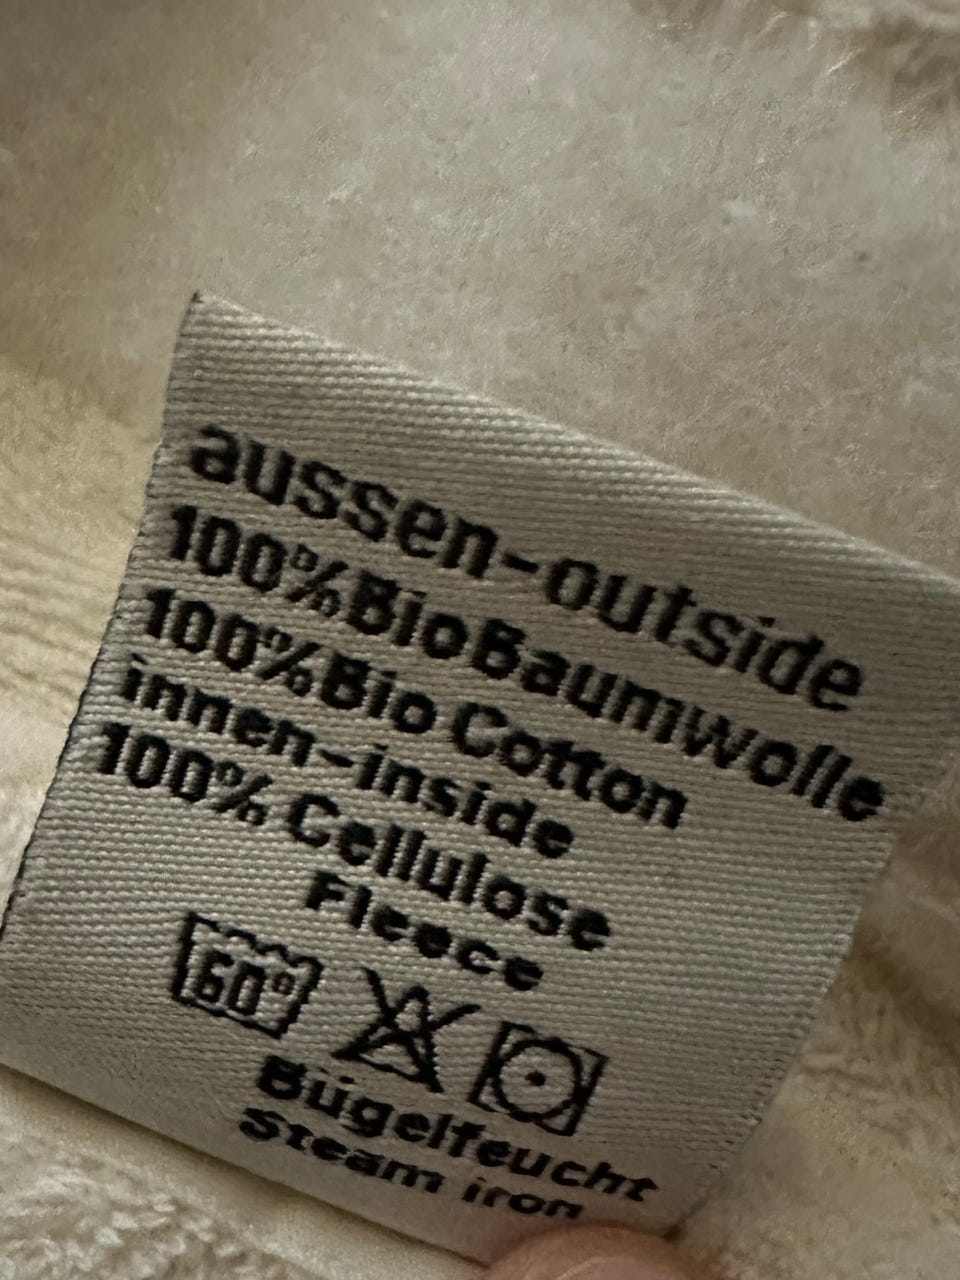 aussen-outside
100%BioBaumwolle
100%Bio Cotton
innen-inside
100% Cellulose
Fleece
60°
Bügelfeucht
Steam iron